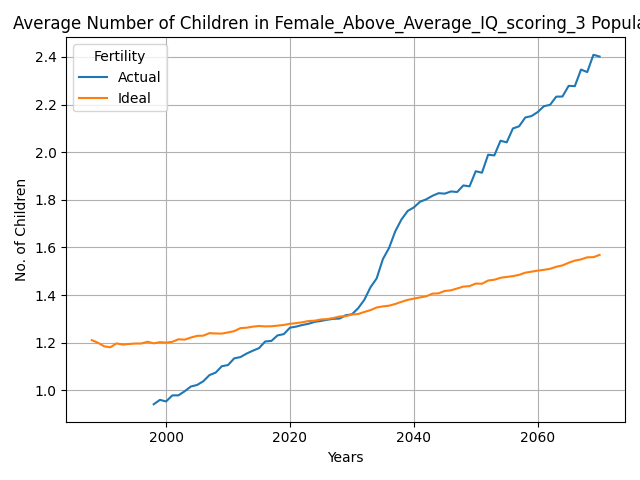 Average Number of Children in Female_Above_Average_IQ_scoring_3 Popula
Fertility
Actual
Ideal
No. of Children
2.4
2.2
2.0
1.8
1.6
1.4
1.2
1.0
2000 2020 2040 2060
Years